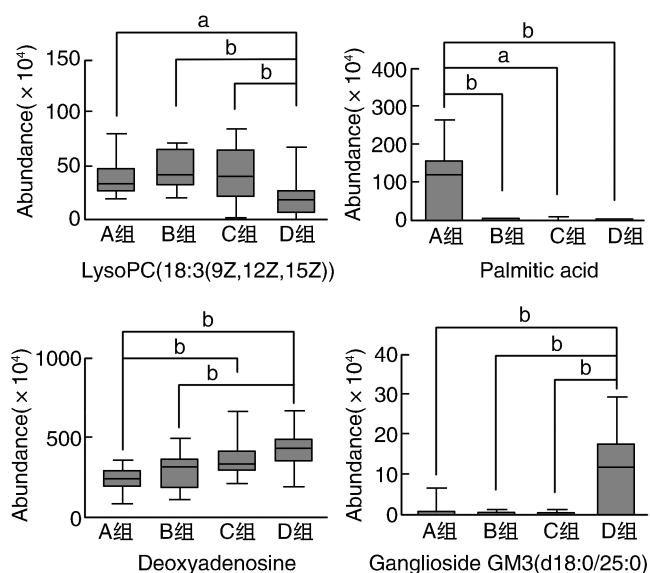 a
b
b
Abundance( × 10⁴)
150
100
50
0
A组 B组 C组 D组
LysoPC(18:3(9Z,12Z,15Z))
b
a
b
Abundance( × 10⁴)
400
300
200
100
0
A组 B组 C组 D组
Palmitic acid
b
b
b
Abundance( × 10⁴)
1000
500
0
A组 B组 C组 D组
Deoxyadenosine
b
b
b
Abundance( × 10⁴)
40
30
20
10
0
A组 B组 C组 D组
Ganglioside GM3(d18:0/25:0)